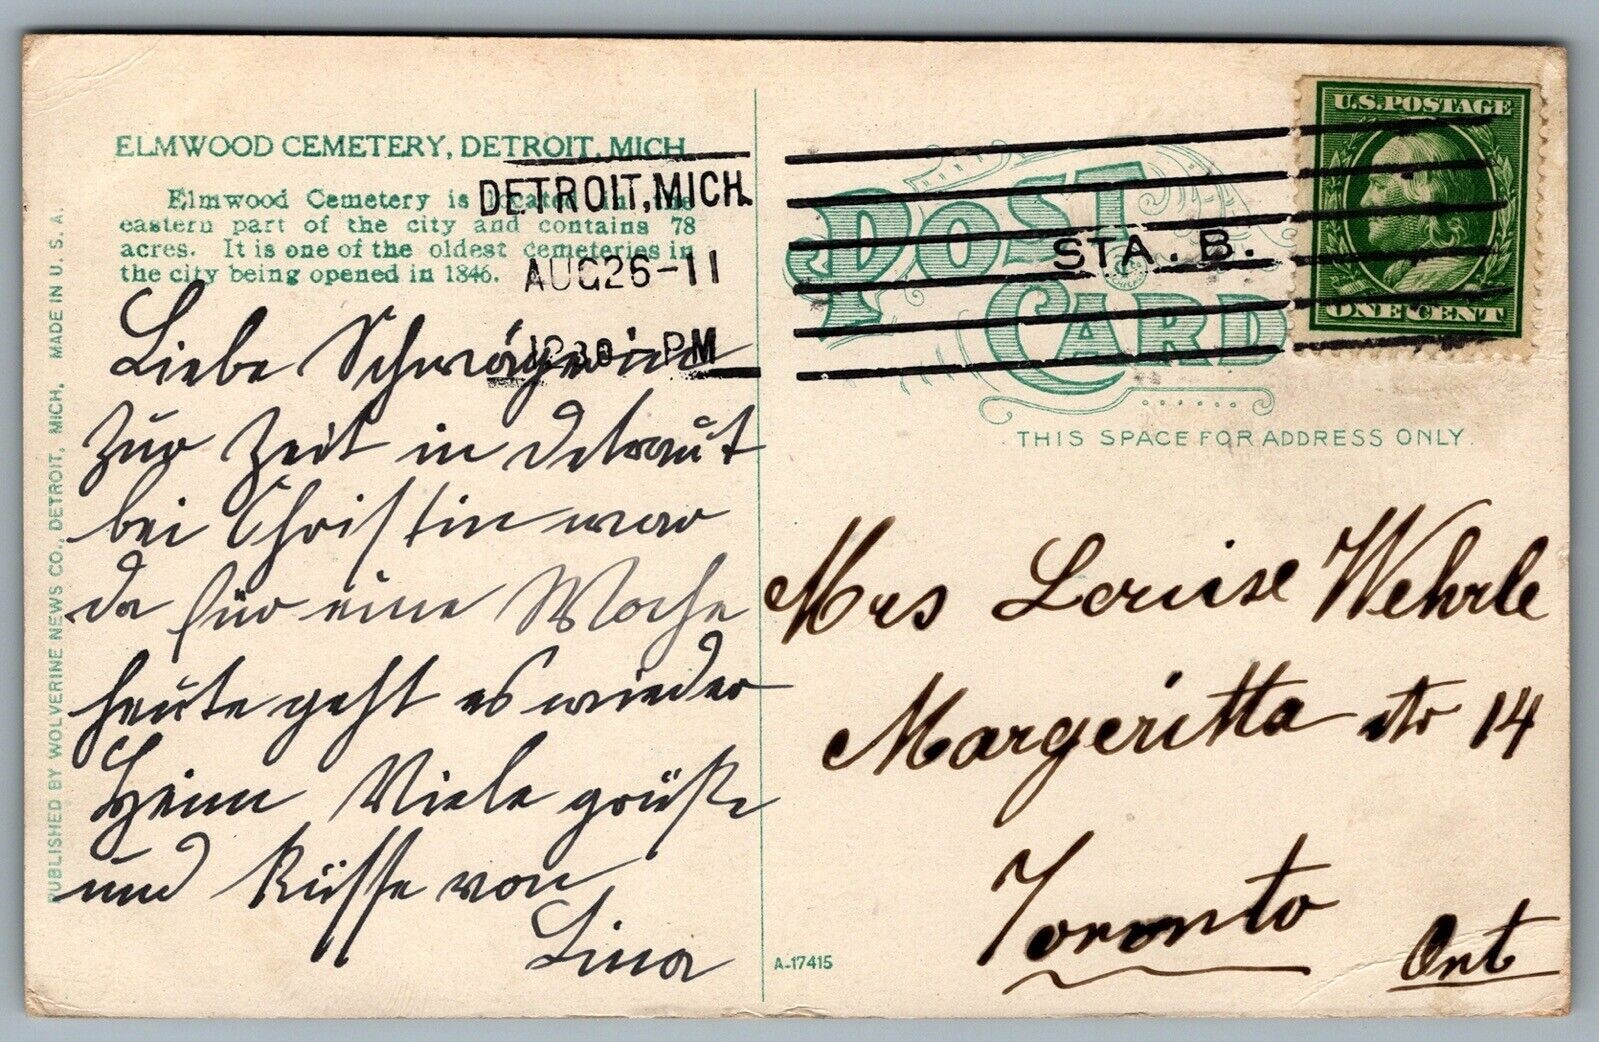 ELMWOOD CEMETERY, DETROIT, MICH.
Elmwood Cemetery is located in the
eastern part of the city and contains 78
acres. It is one of the oldest cemeteries in
the city being opened in 1846.
DETROIT, MICH.
AUG 26-11
1230 PM
STA. B.
POST
CARD
THIS SPACE FOR ADDRESS ONLY.
U.S. POSTAGE
ONE CENT
Liebe Schwägerin
Zur Zeit in Detraut
bei Christin war
da für eine Woche
heute geht es wieder
Heim Viele grüße
und Küsse von
Lina
Mrs Louise Wehrle
Margeritta str 14
Toronto
Ont
A-17415
PUBLISHED BY WOLVERINE NEWS CO., DETROIT, MICH. MADE IN U. S. A.